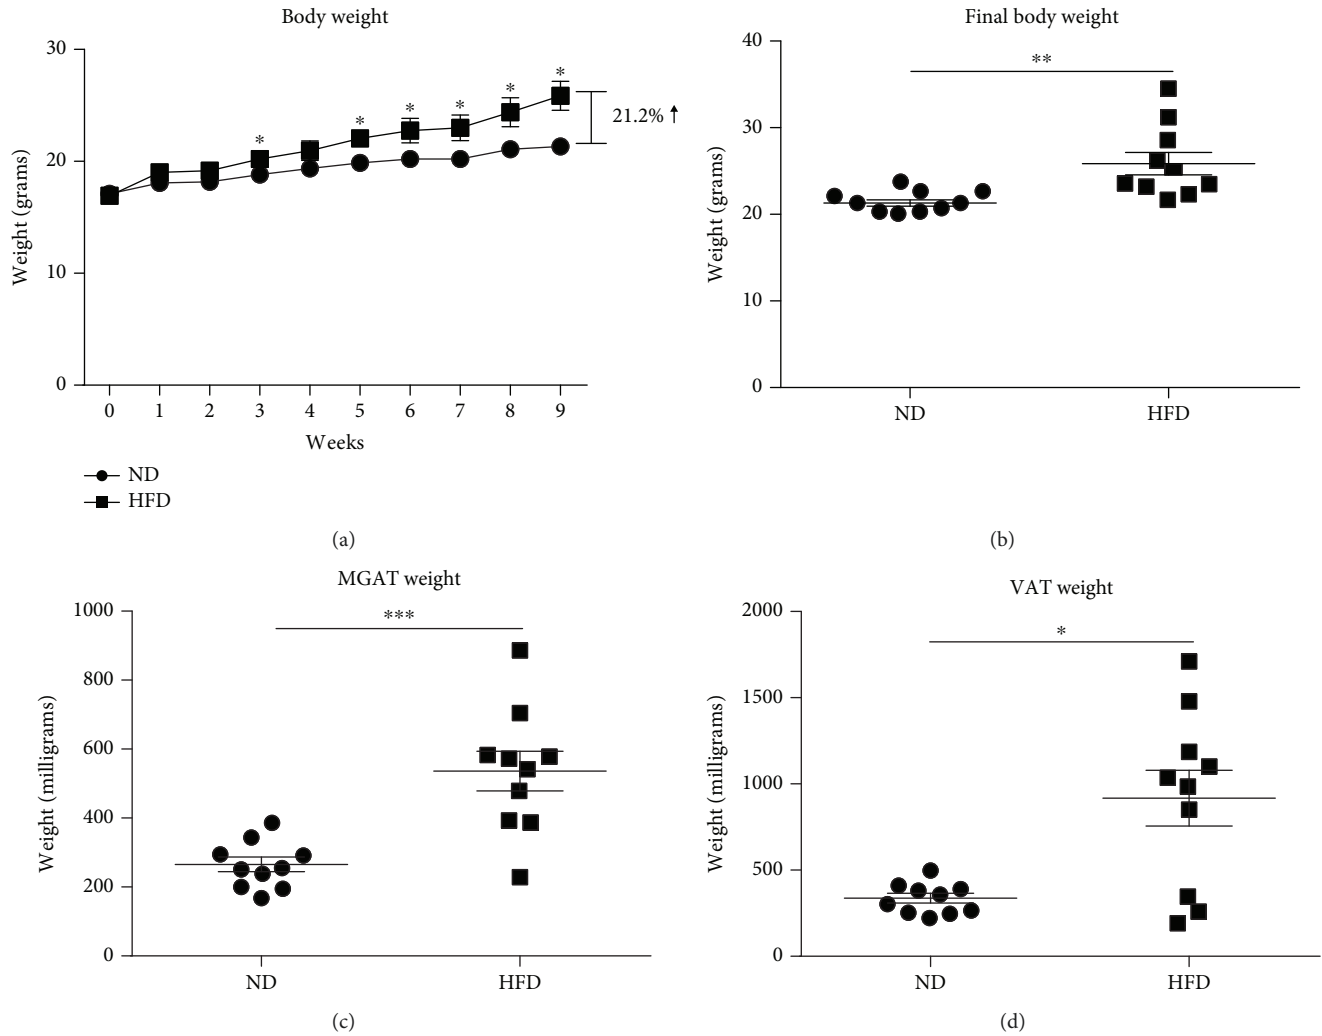 Body weight
30
20
10
0
Weight (grams)
* * * * * *
21.2% ↑
0 1 2 3 4 5 6 7 8 9
Weeks
ND
HFD
(a)
Final body weight
40
30
20
10
0
Weight (grams)
**
ND HFD
(b)
MGAT weight
1000
800
600
400
200
0
Weight (milligrams)
***
ND HFD
(c)
VAT weight
2000
1500
1000
500
0
Weight (milligrams)
*
ND HFD
(d)